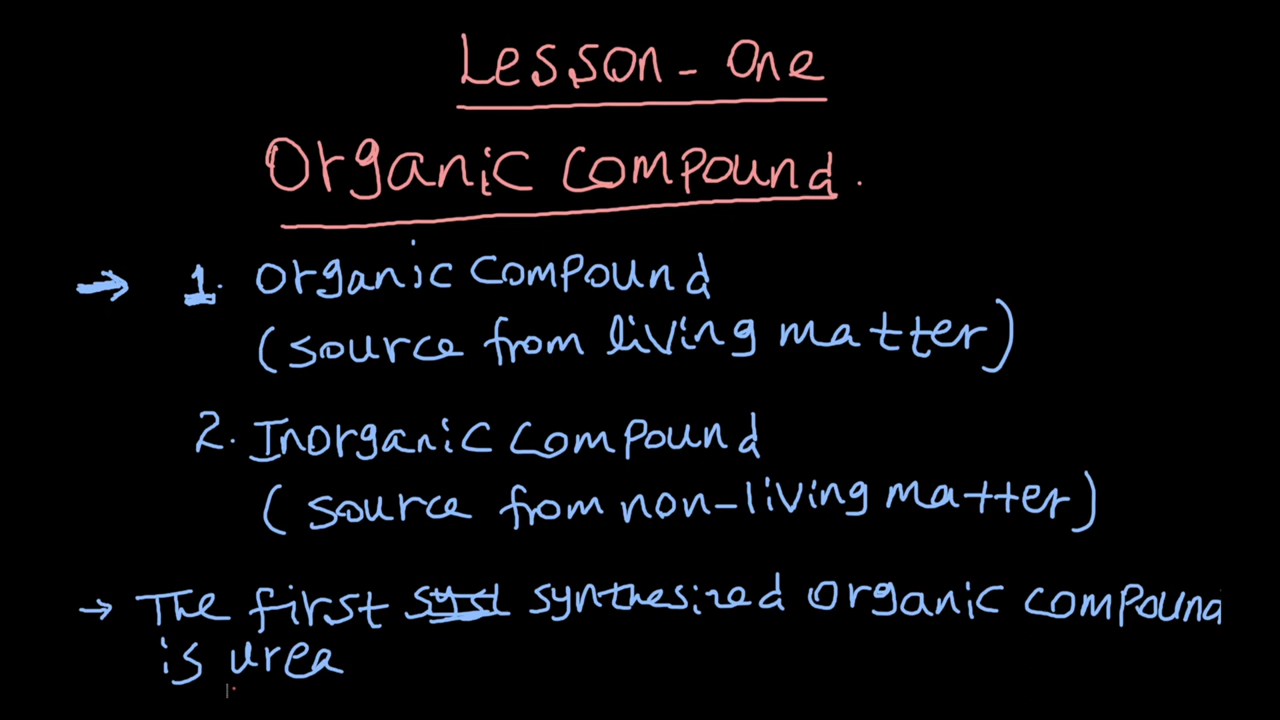 Lesson - One
Organic compound.
→ 1. Organic compound
(source from living matter)
2. Inorganic compound
(source from non-living matter)
→ The first synthesized organic compound
is urea